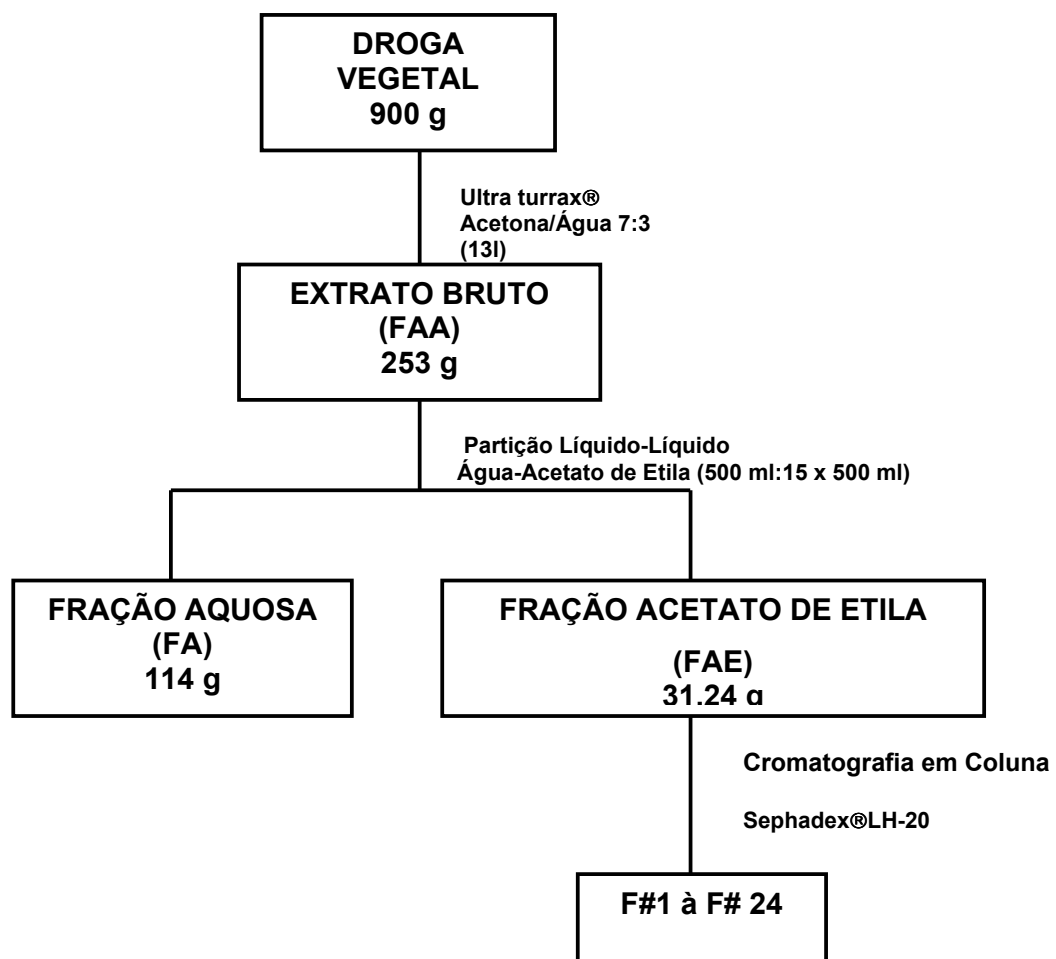 DROGA
VEGETAL
900 g
Ultra turrax®
Acetona/Água 7:3
(13l)
EXTRATO BRUTO
(FAA)
253 g
Partição Líquido-Líquido
Água-Acetato de Etila (500 ml:15 x 500 ml)
FRAÇÃO AQUOSA
(FA)
114 g
FRAÇÃO ACETATO DE ETILA
(FAE)
31.24 g
Cromatografia em Coluna
Sephadex®LH-20
F#1 à F# 24